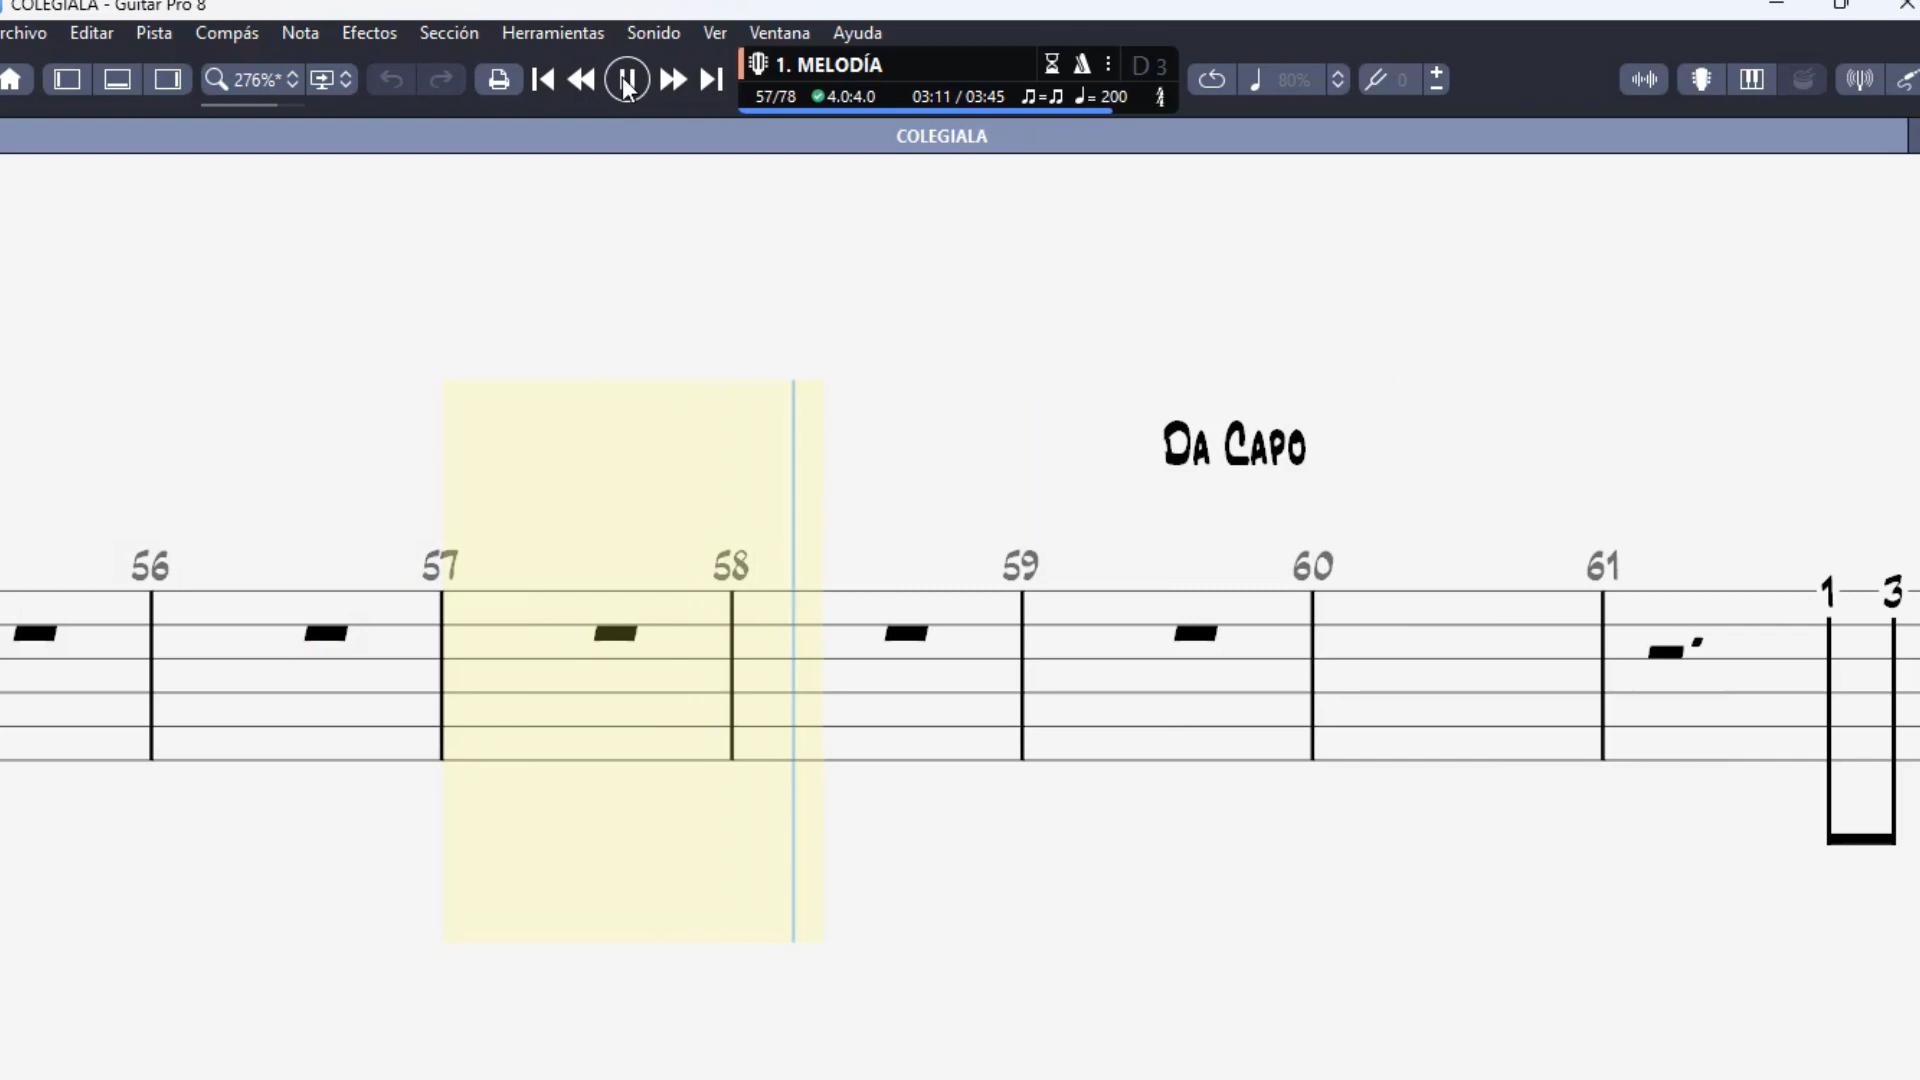 COLEGIALA - Guitar Pro 8
rchivo Editar Pista Compás Nota Efectos Sección Herramientas Sonido Ver Ventana Ayuda
276%* 1. MELODÍA D 3 80% 0
57/78 4.0:4.0 03:11 / 03:45 ♫=♫ ♩= 200
COLEGIALA
DA CAPO
56 57 58 59 60 61
1 3